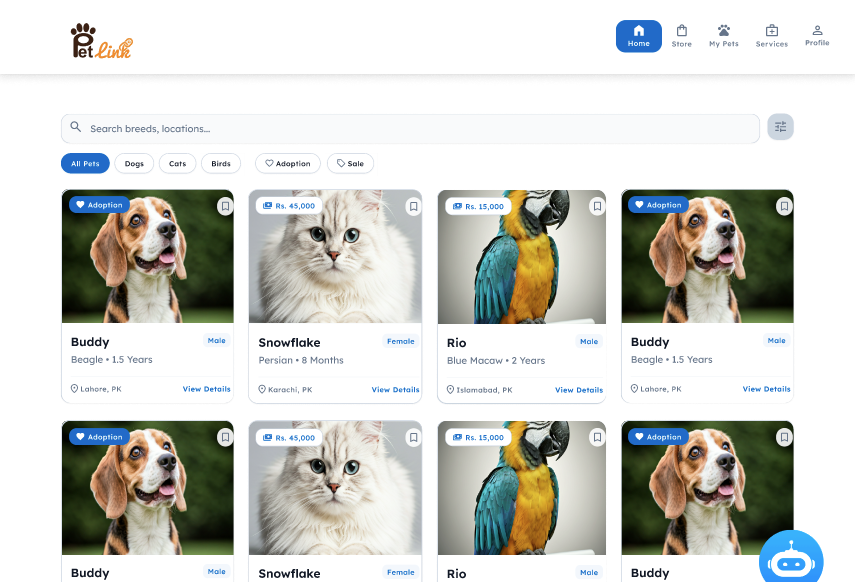 Pet Link
Home
Store
My Pets
Services
Profile
Search breeds, locations...
All Pets
Dogs
Cats
Birds
Adoption
Sale
Adoption
Rs. 45,000
Rs. 15,000
Adoption
Buddy
Male
Beagle • 1.5 Years
Lahore, PK
View Details
Snowflake
Female
Persian • 8 Months
Karachi, PK
View Details
Rio
Male
Blue Macaw • 2 Years
Islamabad, PK
View Details
Buddy
Male
Beagle • 1.5 Years
Lahore, PK
View Details
Adoption
Rs. 45,000
Rs. 15,000
Adoption
Buddy
Male
Snowflake
Female
Rio
Male
Buddy
Male